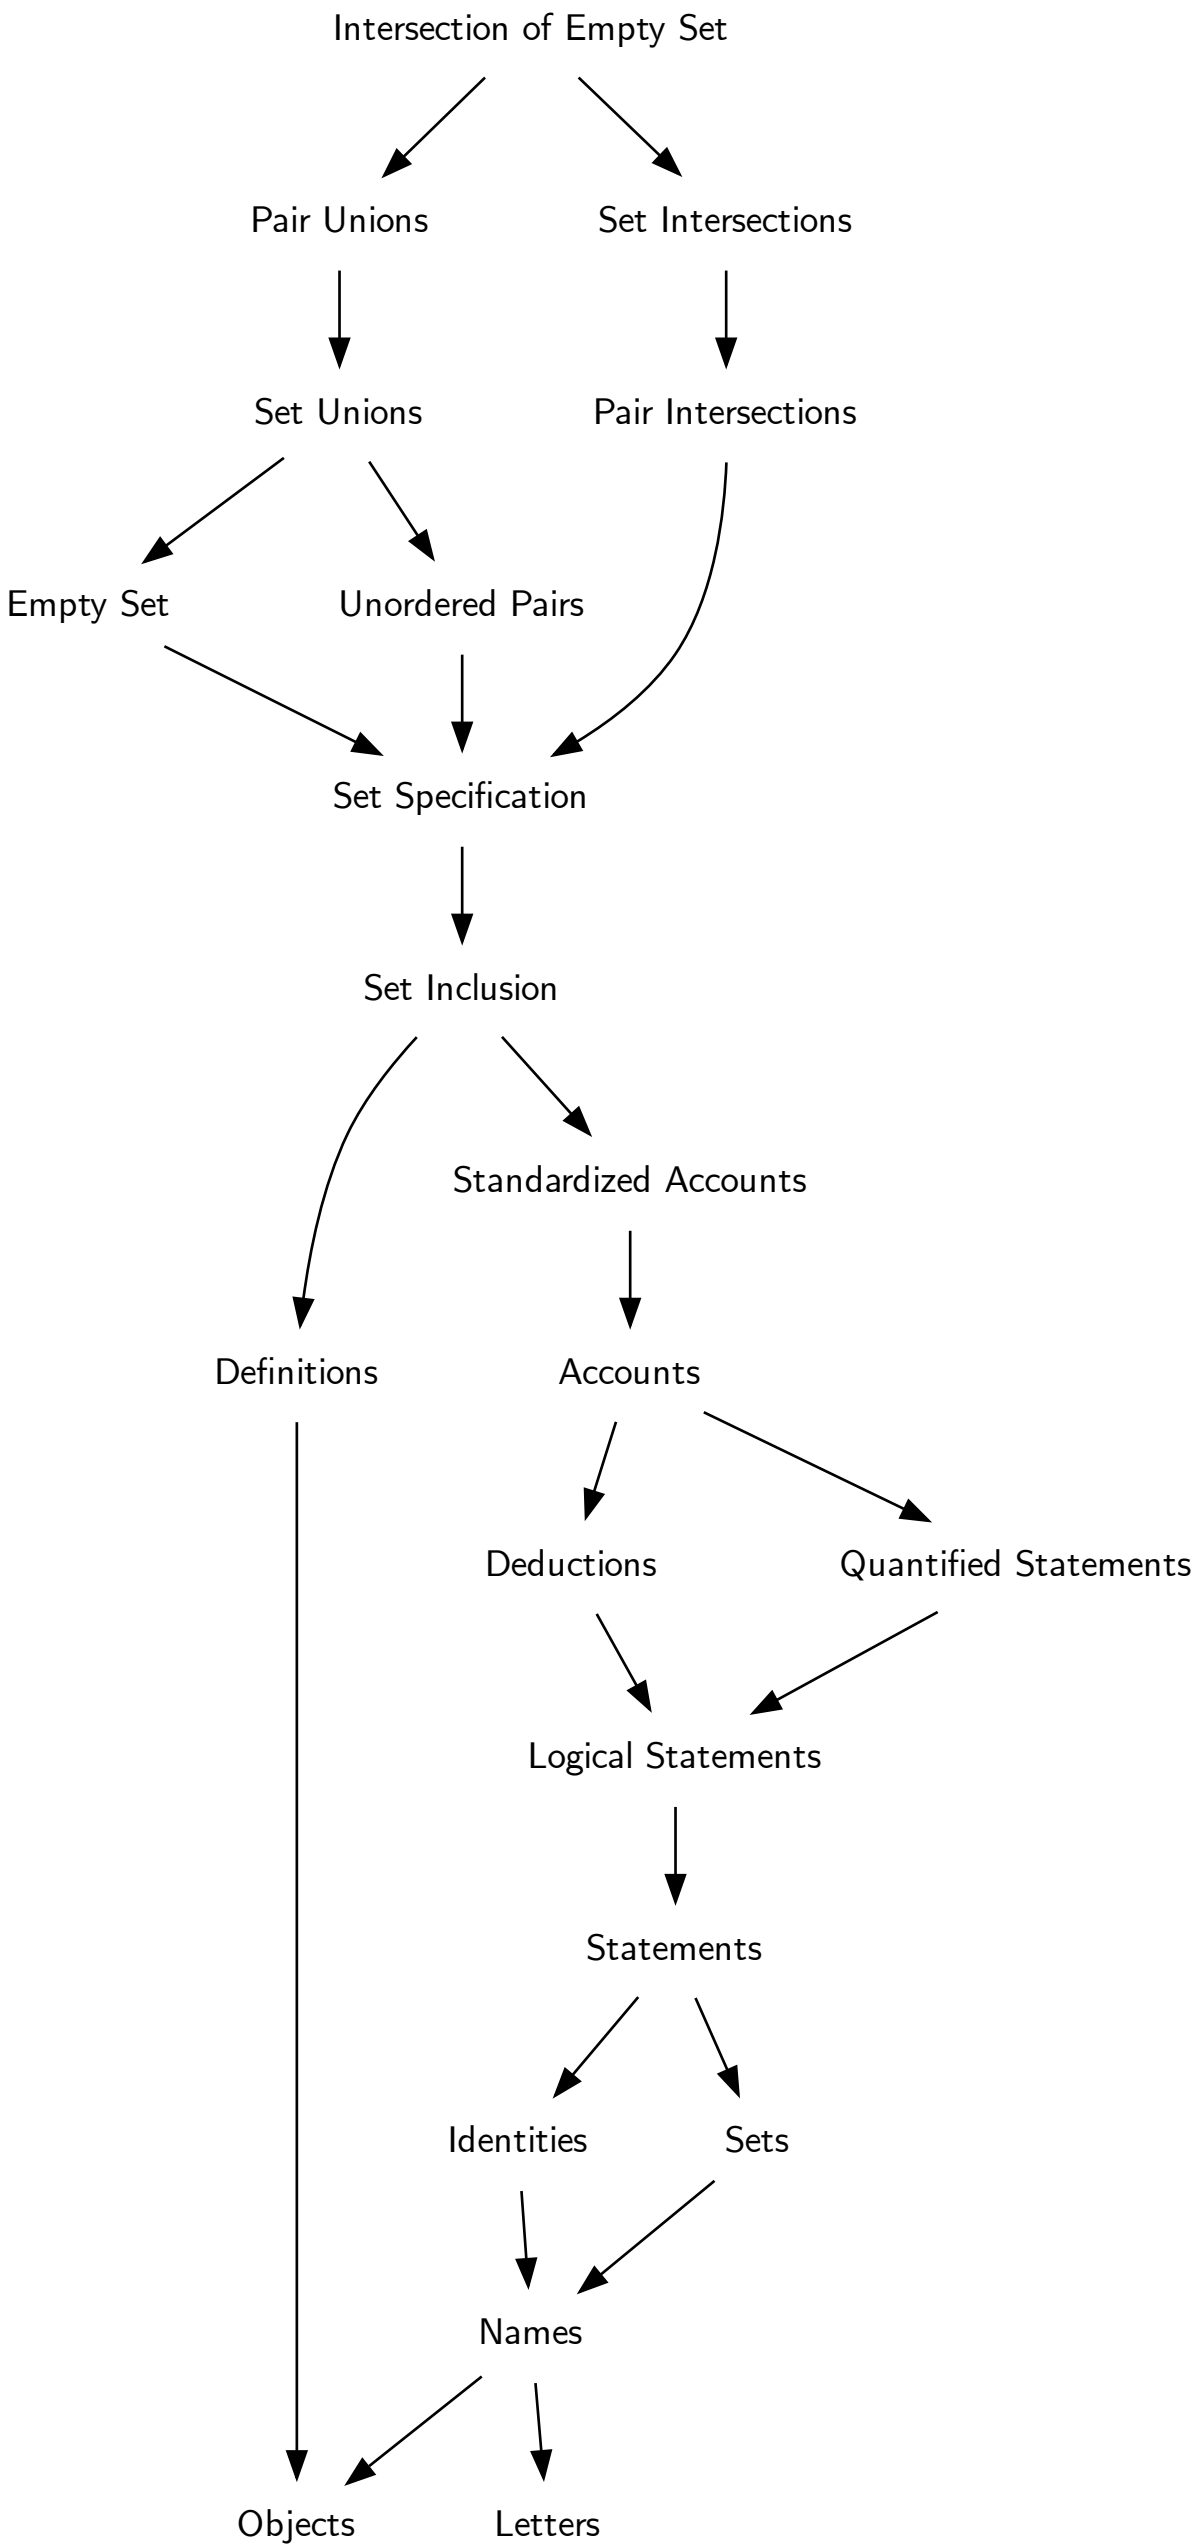 Intersection of Empty Set
Pair Unions
Set Intersections
Set Unions
Pair Intersections
Empty Set
Unordered Pairs
Set Specification
Set Inclusion
Standardized Accounts
Definitions
Accounts
Deductions
Quantified Statements
Logical Statements
Statements
Identities
Sets
Names
Objects
Letters